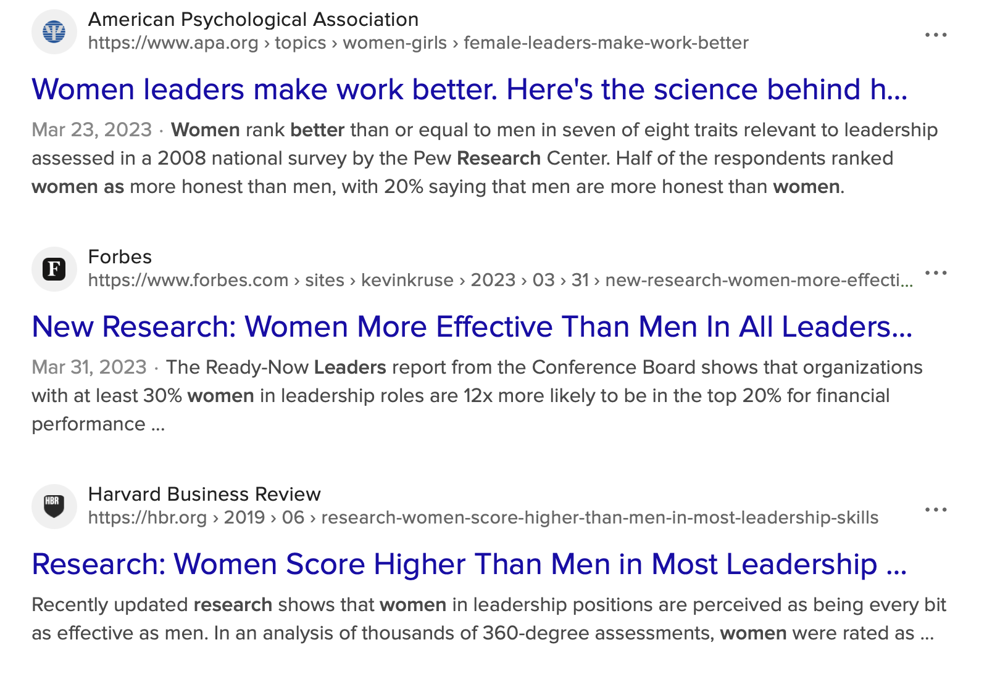 American Psychological Association
https://www.apa.org › topics › women-girls › female-leaders-make-work-better
Women leaders make work better. Here's the science behind h...
Mar 23, 2023 · Women rank better than or equal to men in seven of eight traits relevant to leadership
assessed in a 2008 national survey by the Pew Research Center. Half of the respondents ranked
women as more honest than men, with 20% saying that men are more honest than women.
F
Forbes
https://www.forbes.com › sites › kevinkruse › 2023 › 03 › 31 › new-research-women-more-effecti...
New Research: Women More Effective Than Men In All Leaders...
Mar 31, 2023 · The Ready-Now Leaders report from the Conference Board shows that organizations
with at least 30% women in leadership roles are 12x more likely to be in the top 20% for financial
performance ...
HBR
Harvard Business Review
https://hbr.org › 2019 › 06 › research-women-score-higher-than-men-in-most-leadership-skills
Research: Women Score Higher Than Men in Most Leadership ...
Recently updated research shows that women in leadership positions are perceived as being every bit
as effective as men. In an analysis of thousands of 360-degree assessments, women were rated as ...